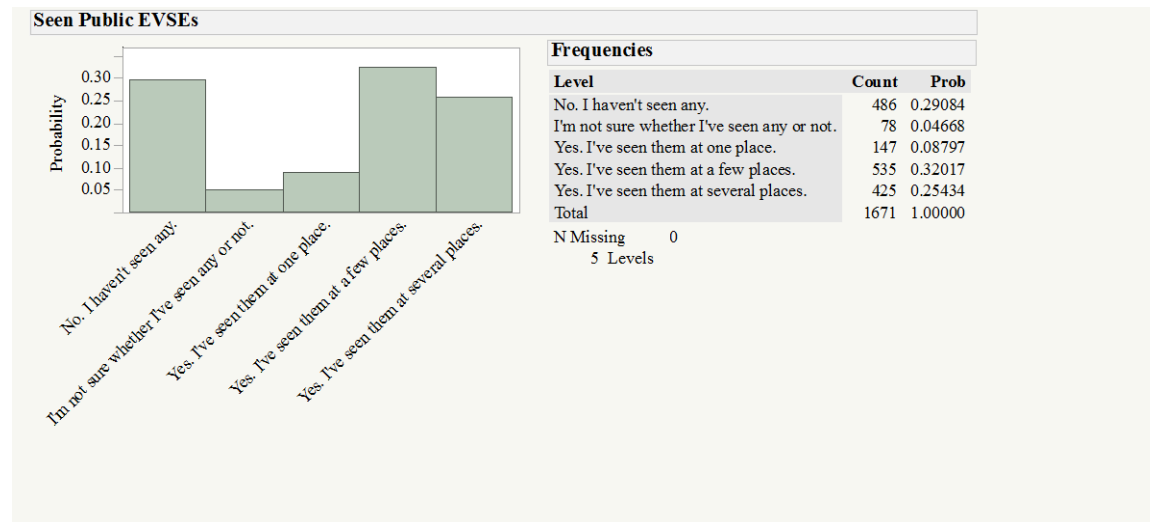 Seen Public EVSEs
Probability
0.30
0.25
0.20
0.15
0.10
0.05
No. I haven't seen any.
I'm not sure whether I've seen any or not.
Yes. I've seen them at one place.
Yes. I've seen them at a few places.
Yes. I've seen them at several places.
Frequencies
Level Count Prob
No. I haven't seen any. 486 0.29084
I'm not sure whether I've seen any or not. 78 0.04668
Yes. I've seen them at one place. 147 0.08797
Yes. I've seen them at a few places. 535 0.32017
Yes. I've seen them at several places. 425 0.25434
Total 1671 1.00000
N Missing 0
5 Levels